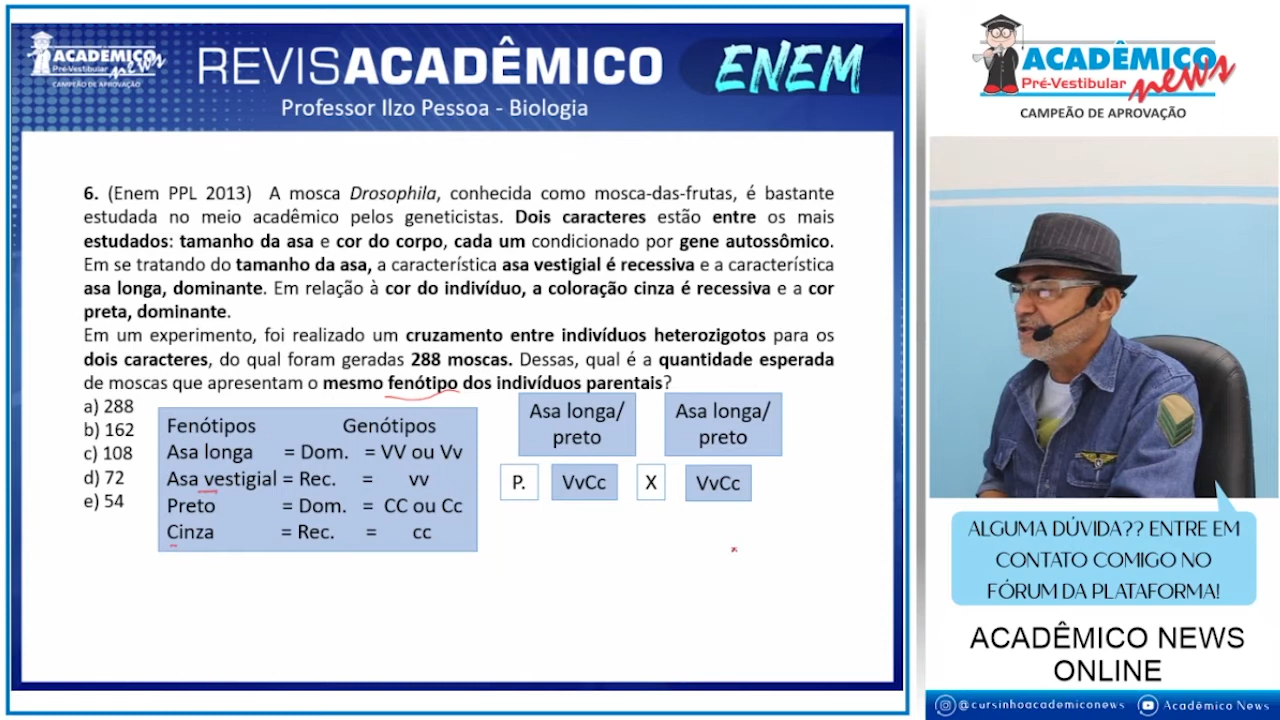 ACADÊMICO
Pré-Vestibular news
CAMPEÃO DE APROVAÇÃO
REVISACADÊMICO
ENEM
Professor Ilzo Pessoa - Biologia
6. (Enem PPL 2013) A mosca Drosophila, conhecida como mosca-das-frutas, é bastante
estudada no meio acadêmico pelos geneticistas. Dois caracteres estão entre os mais
estudados: tamanho da asa e cor do corpo, cada um condicionado por gene autossômico.
Em se tratando do tamanho da asa, a característica asa vestigial é recessiva e a característica
asa longa, dominante. Em relação à cor do indivíduo, a coloração cinza é recessiva e a cor
preta, dominante.
Em um experimento, foi realizado um cruzamento entre indivíduos heterozigotos para os
dois caracteres, do qual foram geradas 288 moscas. Dessas, qual é a quantidade esperada
de moscas que apresentam o mesmo fenótipo dos indivíduos parentais?
a) 288
b) 162
c) 108
d) 72
e) 54
Fenótipos Genótipos
Asa longa = Dom. = VV ou Vv
Asa vestigial = Rec. = vv
Preto = Dom. = CC ou Cc
Cinza = Rec. = cc
Asa longa/
preto
Asa longa/
preto
P. VvCc X VvCc
ACADÊMICO
Pré-Vestibular news
CAMPEÃO DE APROVAÇÃO
ALGUMA DÚVIDA?? ENTRE EM
CONTATO COMIGO NO
FÓRUM DA PLATAFORMA!
ACADÊMICO NEWS
ONLINE
@cursinhoacademiconews Acadêmico News